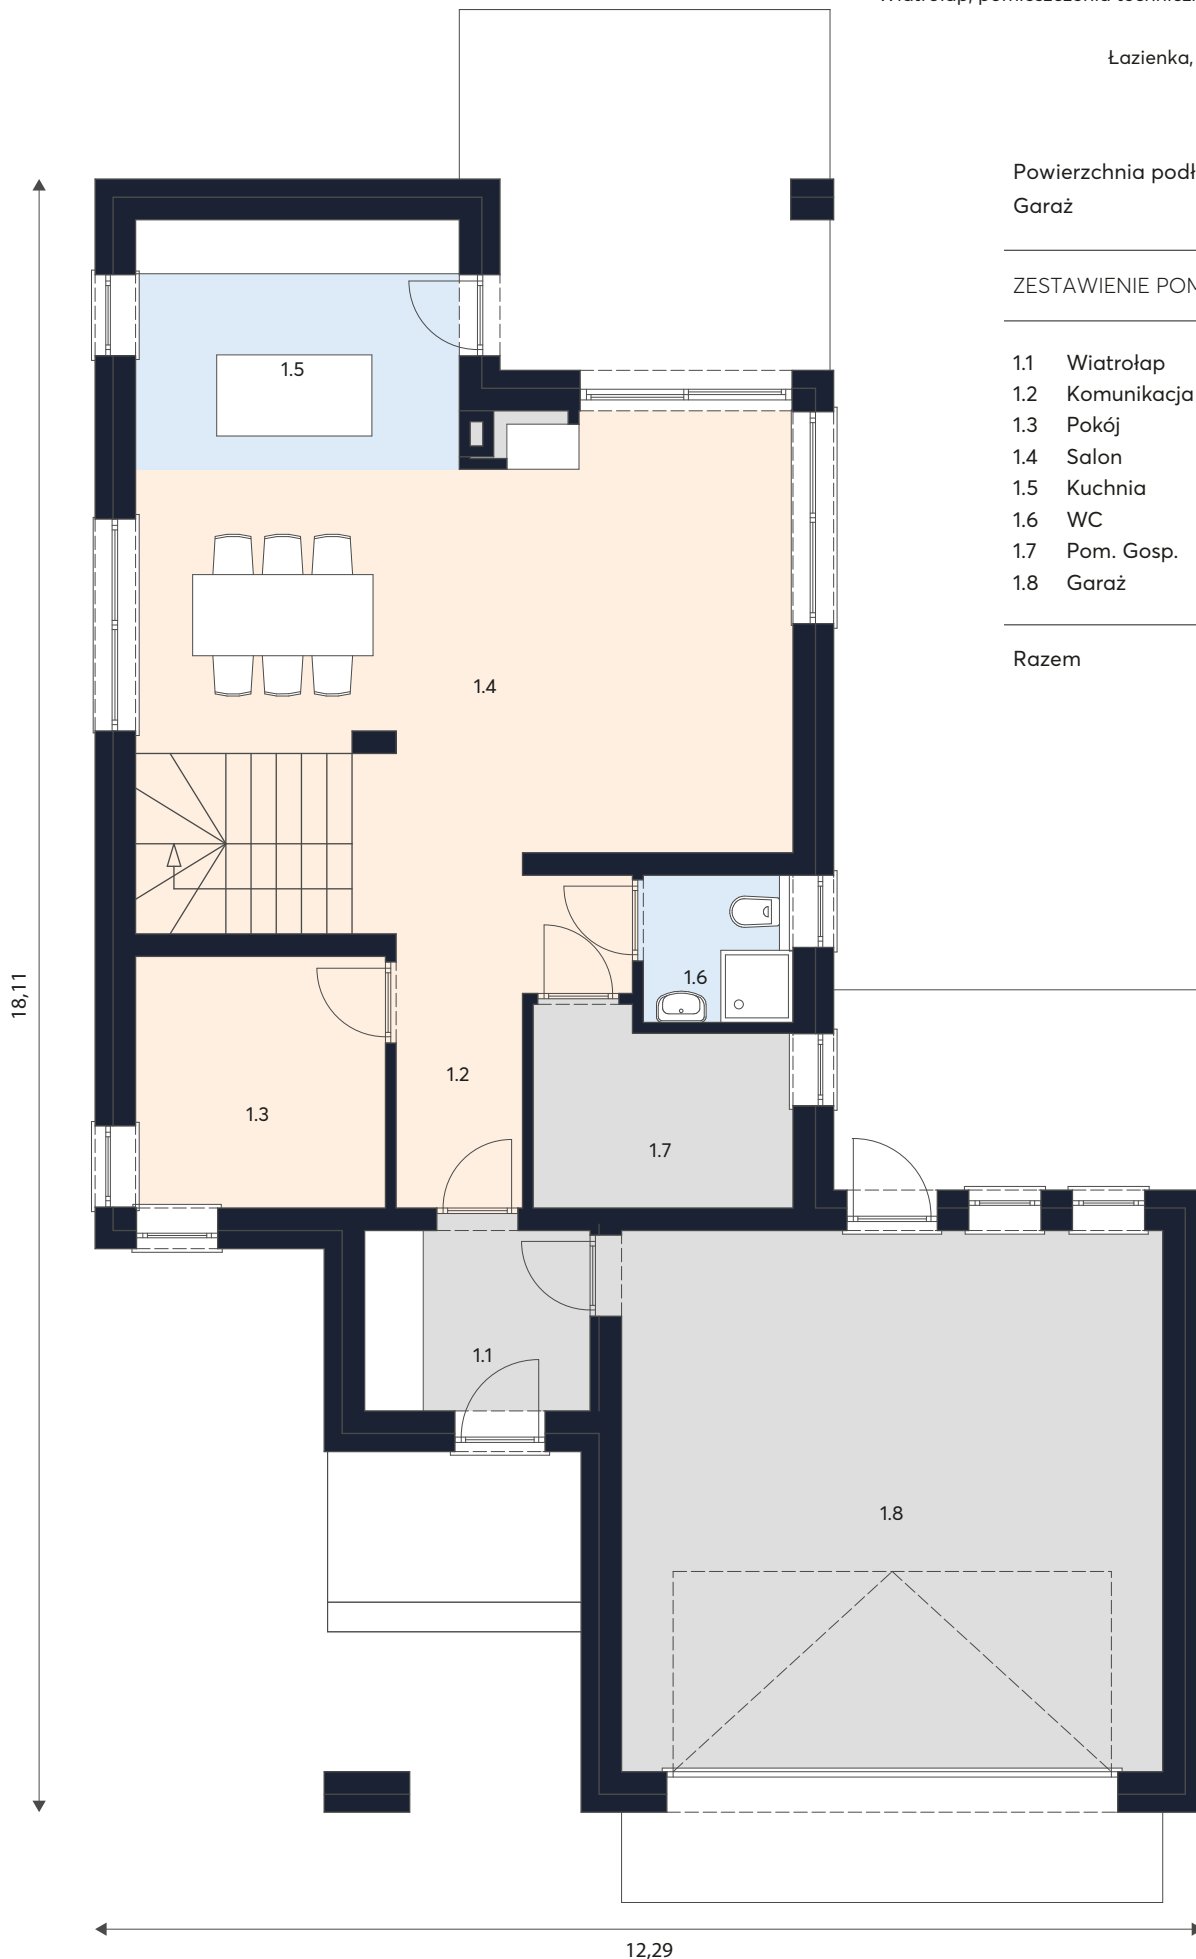 Łazienka,
Powierzchnia
Garaż
ZESTAWIENIE
1.1 Wiatrołap
1.2 Komunikacja
1.3 Pokój
1.4 Salon
1.5 Kuchnia
1.6 WC
1.7 Pom. Gosp.
1.8 Garaż
Razem
1.5
1.4
18,11
1.6
1.2
1.3
1.7
1.1
1.8
12,29